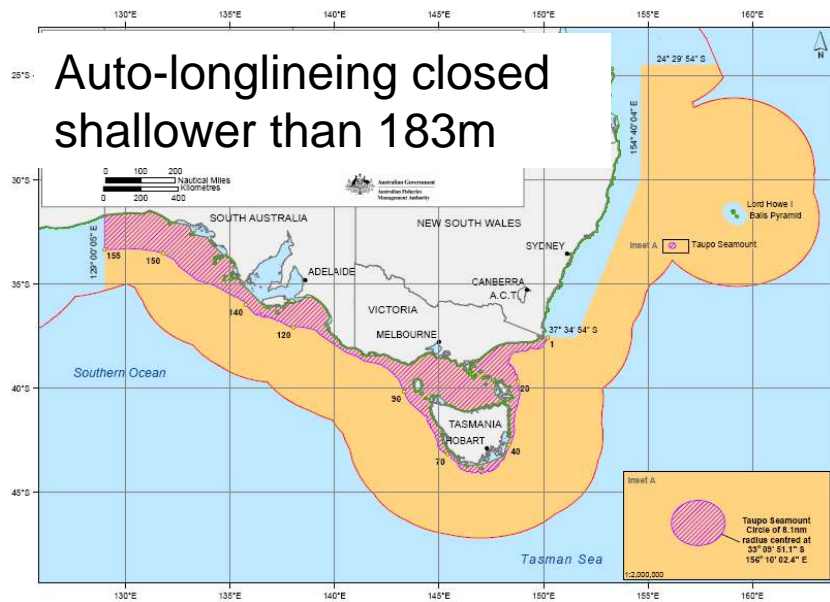 130°E 135°E 140°E 145°E 150°E 155°E 160°E
Auto-longlineing closed
shallower than 183m
24° 29' 54" S
N
25°S
154° 40' 04" E
0 100 200
Nautical Miles
Kilometres
0 200 400
Australian Government
Australian Fisheries
Management Authority
30°S
Lord Howe I
Balls Pyramid
SOUTH AUSTRALIA
NEW SOUTH WALES
129° 00' 05" E
SYDNEY
Inset A
Taupo Seamount
155
150
ADELAIDE
CANBERRA
A.C.T
35°S
140
VICTORIA
120
MELBOURNE
37° 34' 54" S
1
Southern Ocean
90
20
40°S
TASMANIA
HOBART
70
40
45°S
Inset A
Taupo Seamount
Circle of 8.1nm
radius centred at
33° 09' 51.1" S
156° 10' 02.4" E
Tasman Sea
1:2,000,000
130°E 135°E 140°E 145°E 150°E 155°E 160°E